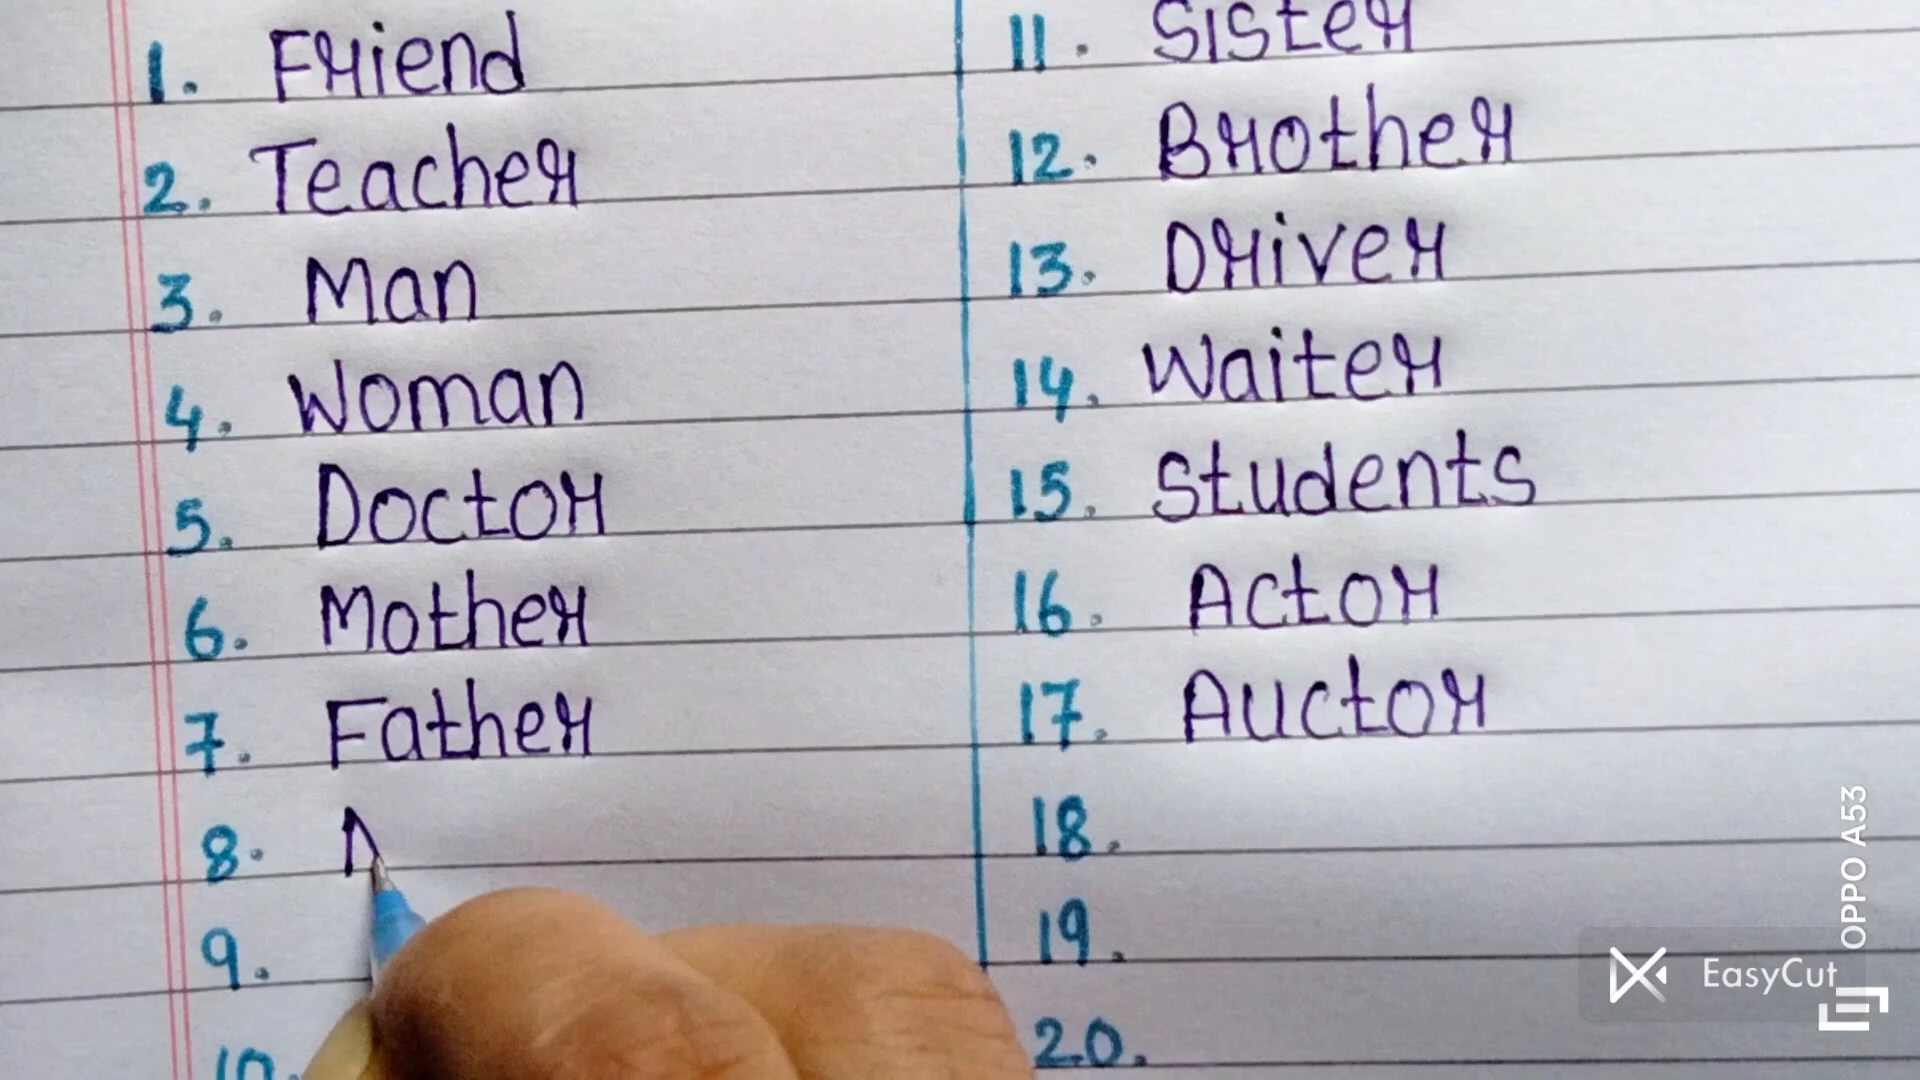 1. Friend
2. Teacher
3. Man
4. Woman
5. Doctor
6. Mother
7. Father
8.
9.
10.
11. Sister
12. Brother
13. Driver
14. Waiter
15. Students
16. Actor
17. Auctor
18.
19.
20.
OPPO A53
EasyCut